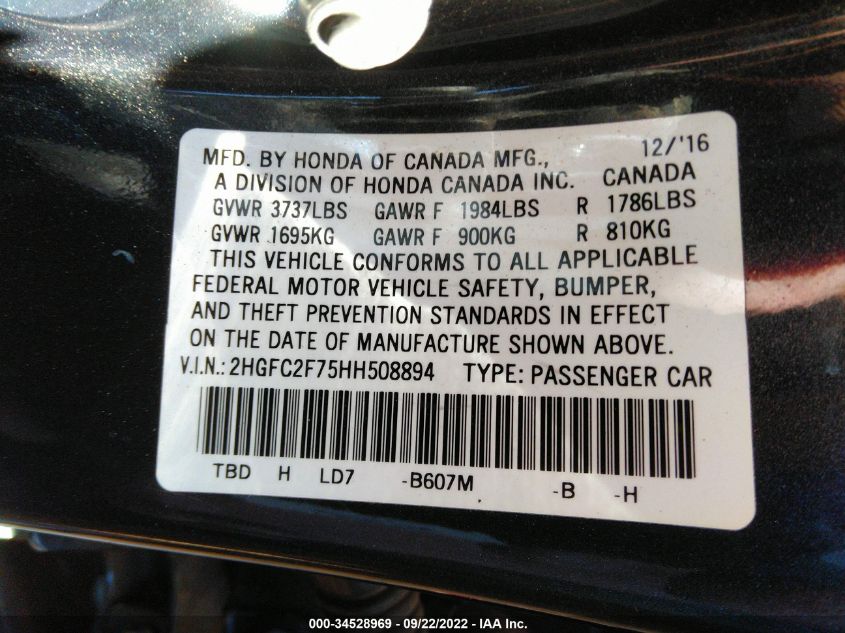 MFD. BY HONDA OF CANADA MFG., 12/'16
A DIVISION OF HONDA CANADA INC. CANADA
GVWR 3737LBS GAWR F 1984LBS R 1786LBS
GVWR 1695KG GAWR F 900KG R 810KG
THIS VEHICLE CONFORMS TO ALL APPLICABLE
FEDERAL MOTOR VEHICLE SAFETY, BUMPER,
AND THEFT PREVENTION STANDARDS IN EFFECT
ON THE DATE OF MANUFACTURE SHOWN ABOVE.
V.I.N.: 2HGFC2F75HH508894 TYPE: PASSENGER CAR
TBD H LD7 -B607M -B -H
000-34528969 - 09/22/2022 - IAA Inc.